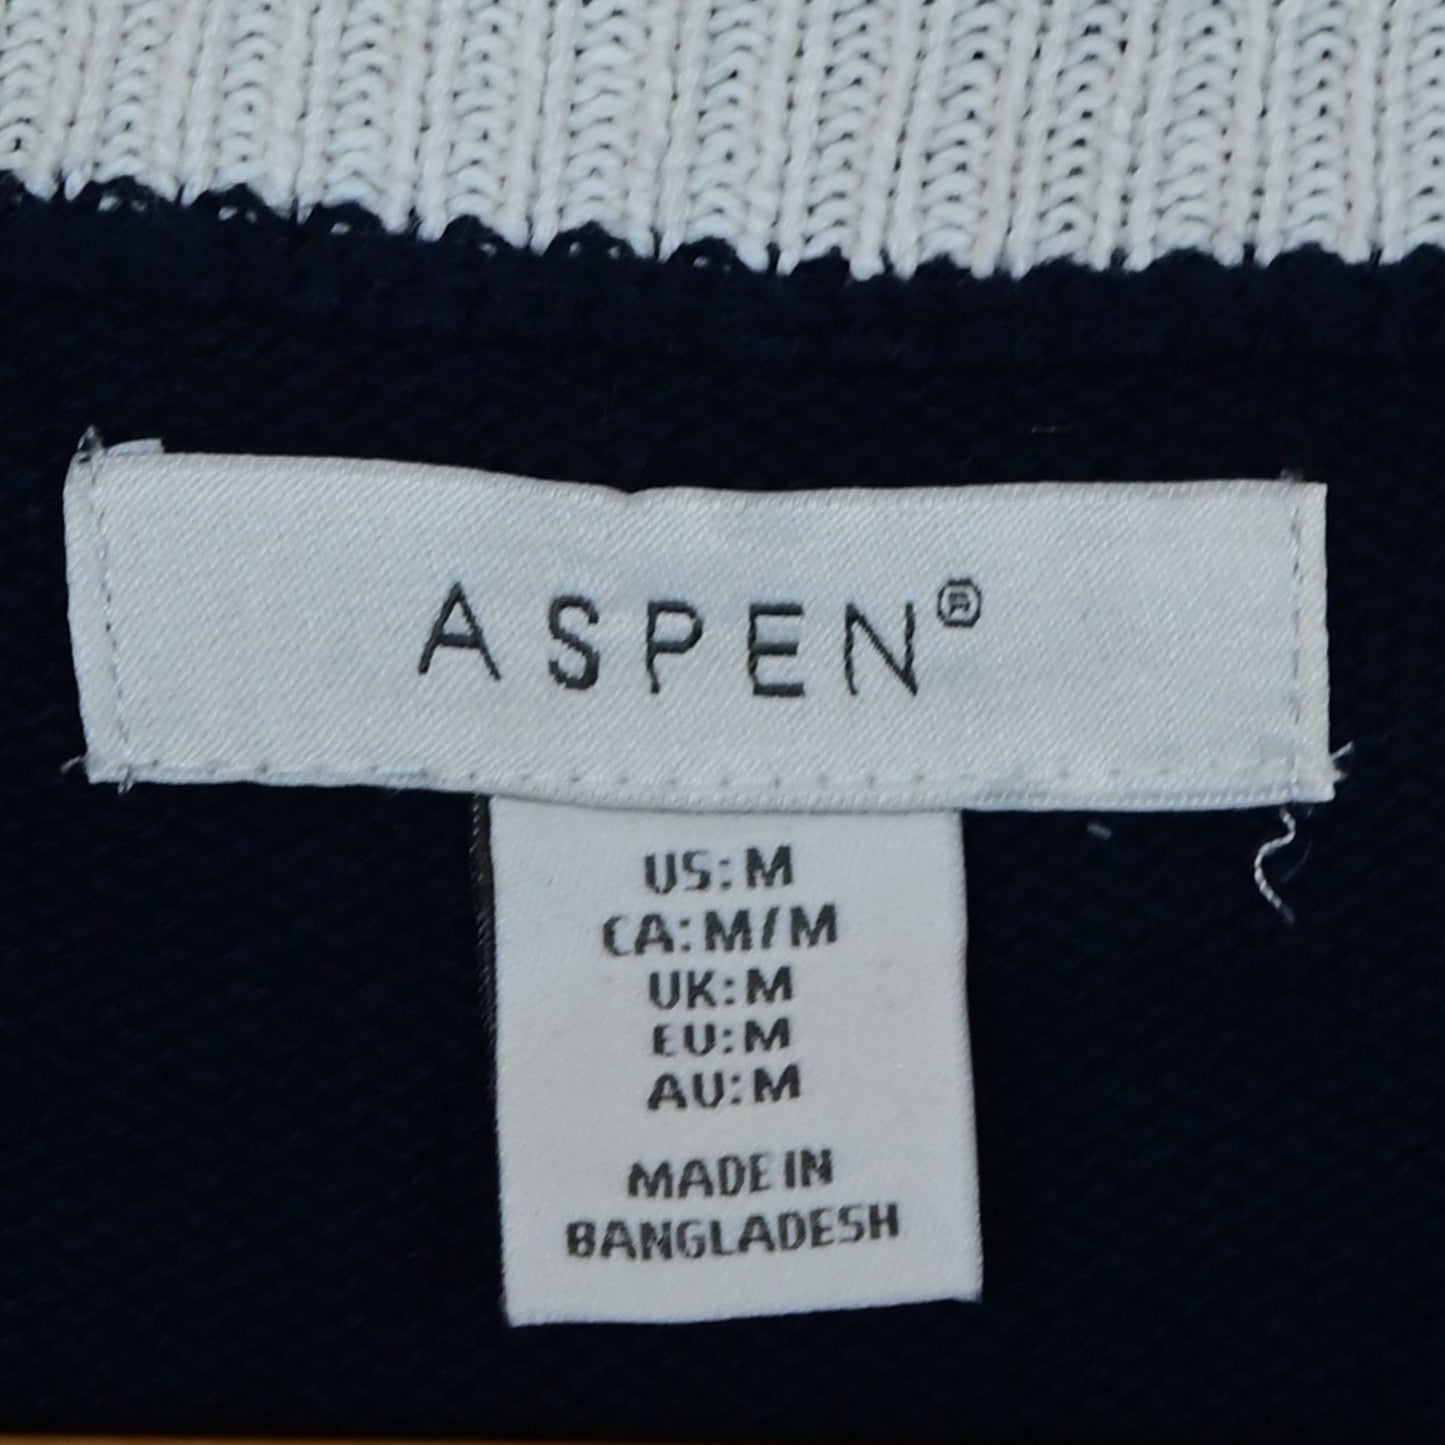 ASPEN®
US: M
CA: M/M
UK: M
EU: M
AU: M
MADE IN
BANGLADESH